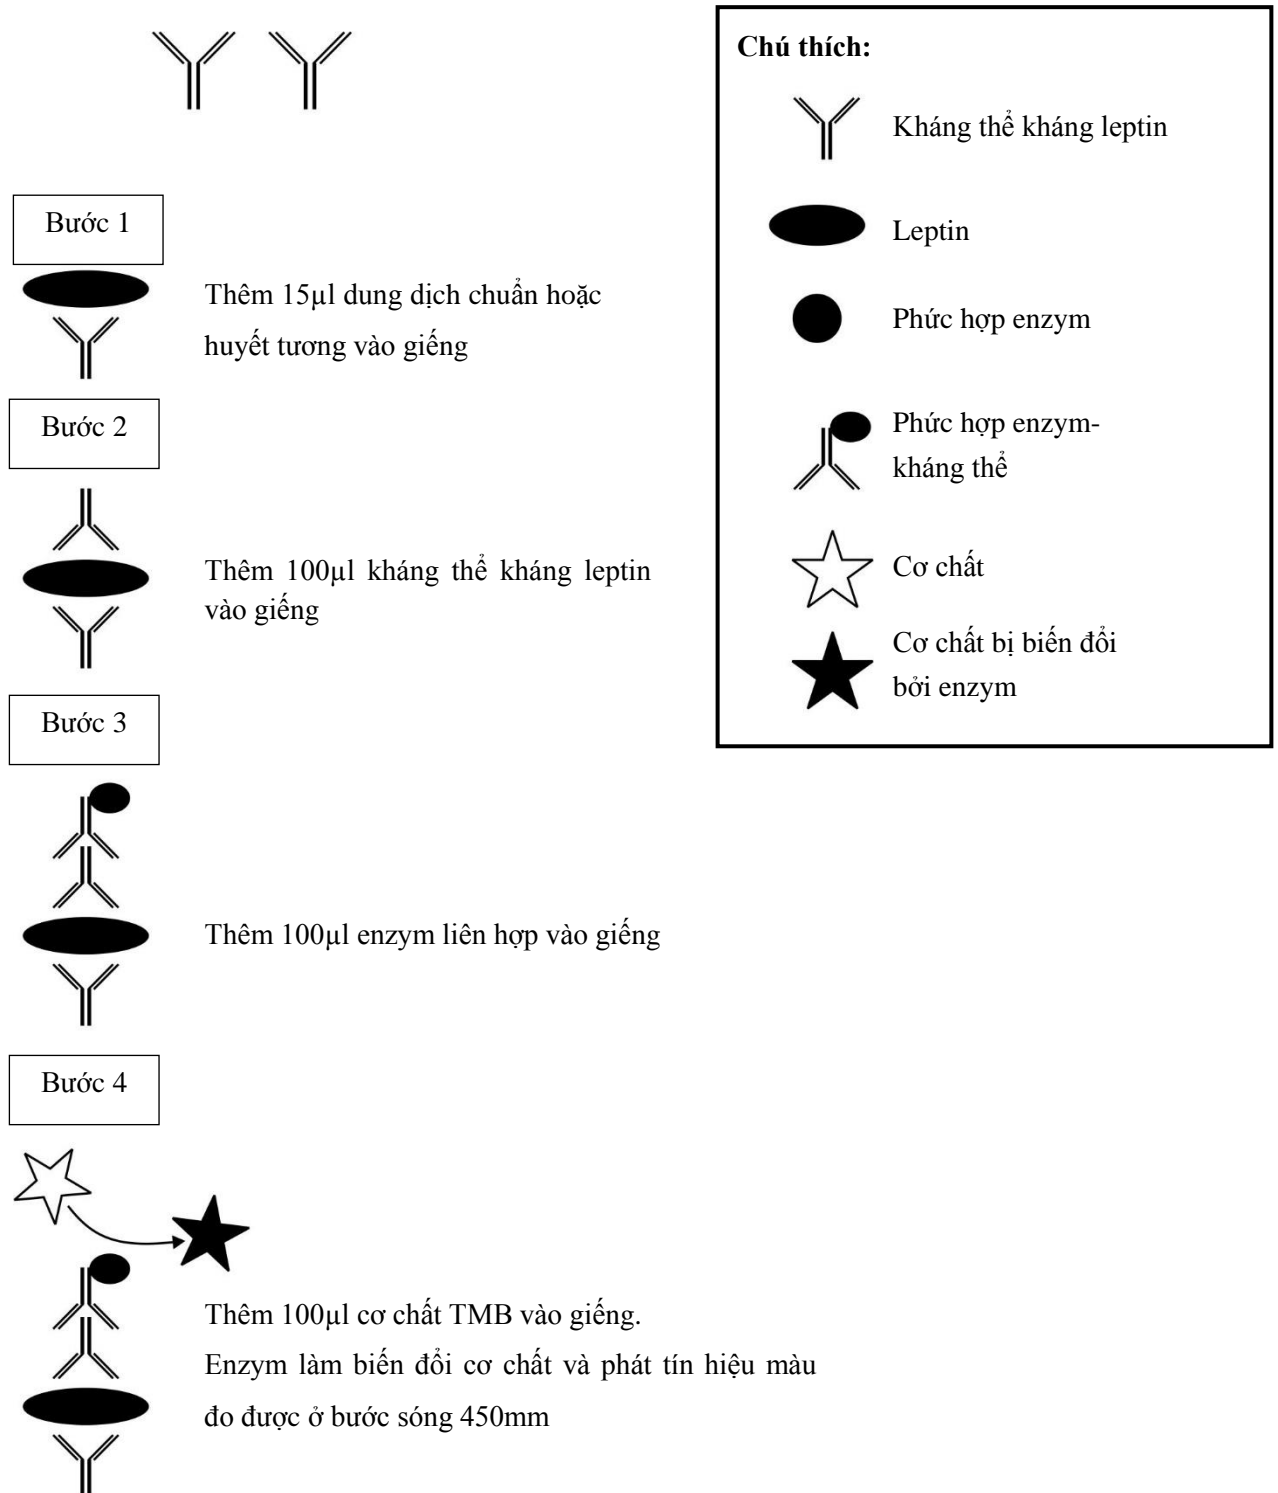 Chú thích:
Kháng thể kháng leptin
Leptin
Phức hợp enzym
Phức hợp enzym-
kháng thể
Cơ chất
Cơ chất bị biến đổi
bởi enzym
Bước 1
Thêm 15µl dung dịch chuẩn hoặc
huyết tương vào giếng
Bước 2
Thêm 100µl kháng thể kháng leptin
vào giếng
Bước 3
Thêm 100µl enzym liên hợp vào giếng
Bước 4
Thêm 100µl cơ chất TMB vào giếng.
Enzym làm biến đổi cơ chất và phát tín hiệu màu
đo được ở bước sóng 450mm